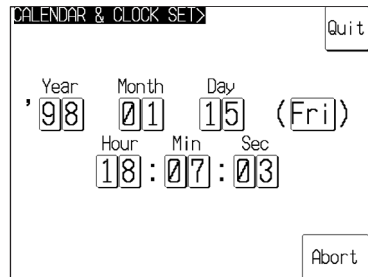 CALENDAR & CLOCK SET>
Quit
Year Month Day
'98 01 15 (Fri)
Hour Min Sec
18:07:03
Abort